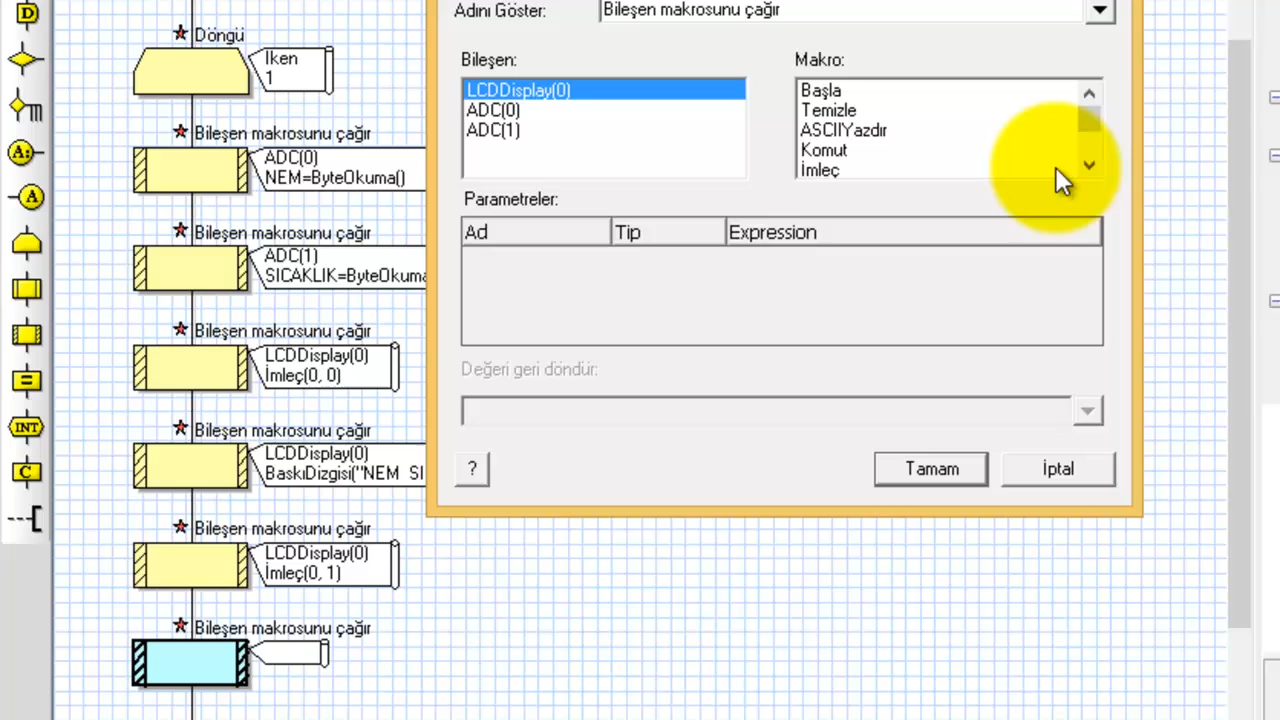 D
A:
A
INT
C
Döngü
İken
1
Bileşen makrosunu çağır
ADC(0)
NEM=ByteOkuma()
Bileşen makrosunu çağır
ADC(1)
SICAKLIK=ByteOkuma
Bileşen makrosunu çağır
LCDDisplay(0)
İmleç(0, 0)
Bileşen makrosunu çağır
LCDDisplay(0)
BaskıDizgisi("NEM SI
Bileşen makrosunu çağır
LCDDisplay(0)
İmleç(0, 1)
Bileşen makrosunu çağır
Adını Göster:
Bileşen makrosunu çağır
Bileşen:
LCDDisplay(0)
ADC(0)
ADC(1)
Makro:
Başla
Temizle
ASCIIYazdır
Komut
İmleç
Parametreler:
Ad Tip Expression
Değeri geri döndür:
? Tamam İptal